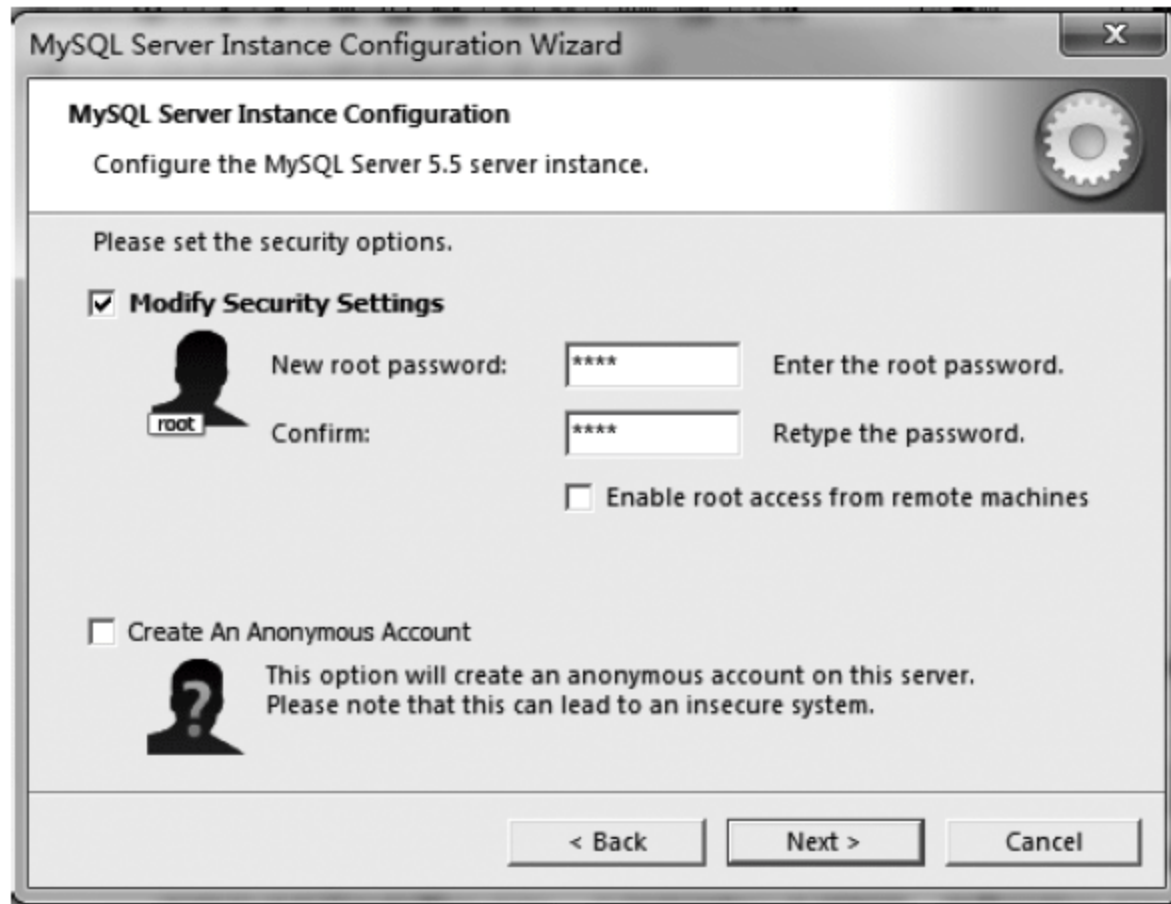 MySQL Server Instance Configuration Wizard
MySQL Server Instance Configuration
Configure the MySQL Server 5.5 server instance.
Please set the security options.
Modify Security Settings
New root password: **** Enter the root password.
root
Confirm: **** Retype the password.
Enable root access from remote machines
Create An Anonymous Account
This option will create an anonymous account on this server.
Please note that this can lead to an insecure system.
< Back Next > Cancel